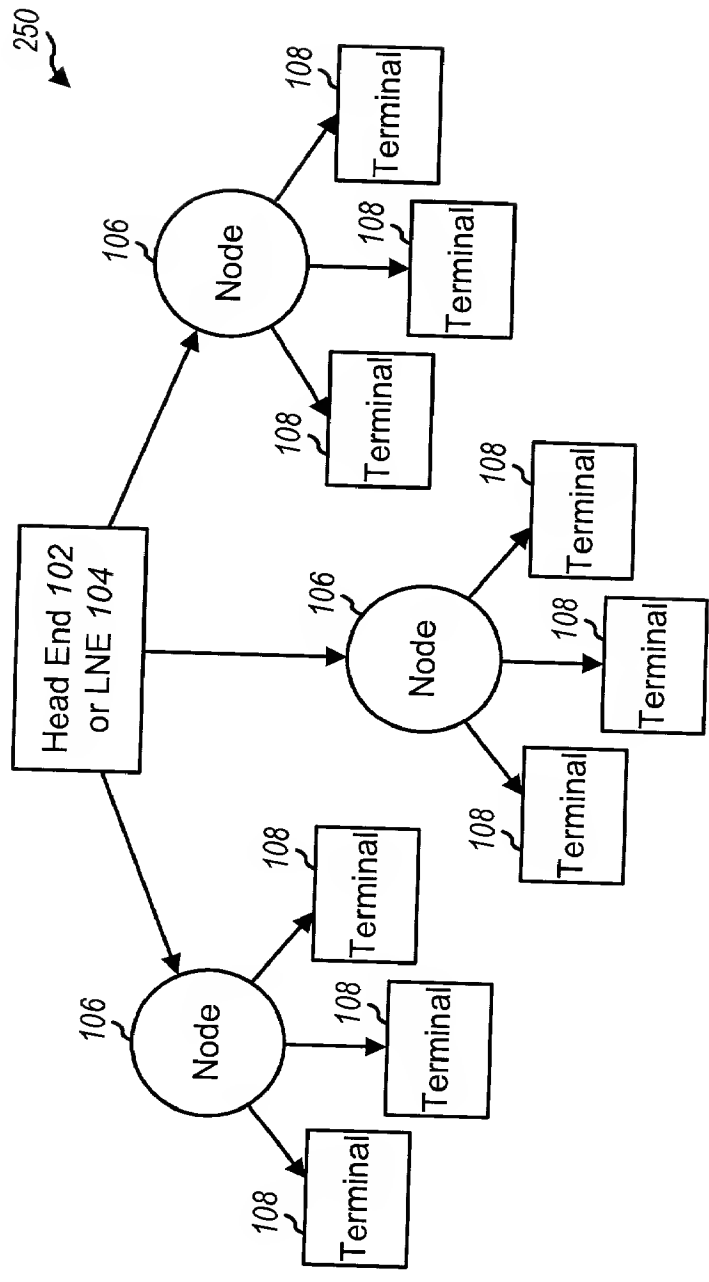 250
Head End 102
or LNE 104
106
Node
108
Terminal
108
Terminal
108
Terminal
106
Node
108
Terminal
108
Terminal
108
Terminal
106
Node
108
Terminal
108
Terminal
108
Terminal